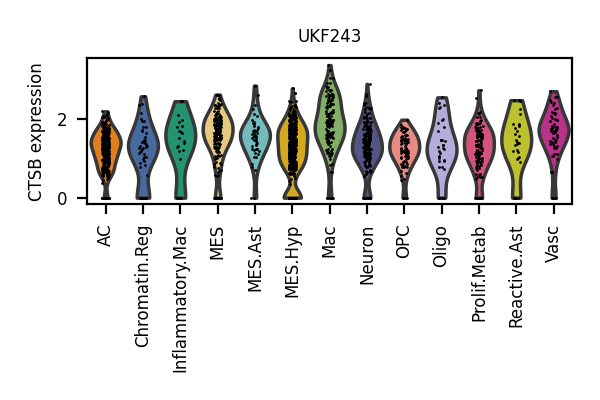 UKF243
CTSB expression
2
0
AC
Chromatin.Reg
Inflammatory.Mac
MES
MES.Ast
MES.Hyp
Mac
Neuron
OPC
Oligo
Prolif.Metab
Reactive.Ast
Vasc